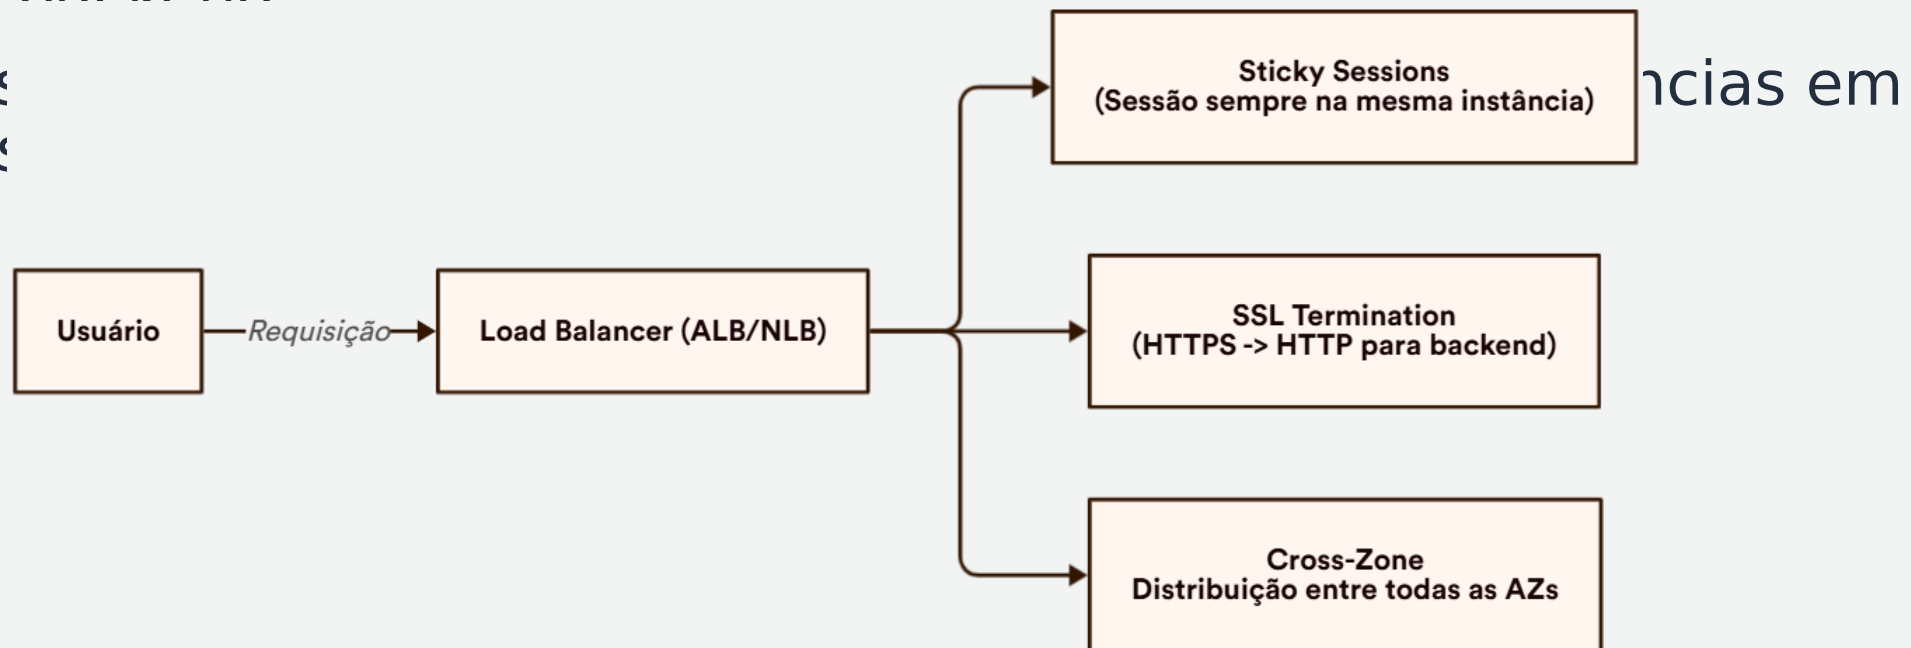 Sticky Sessions
(Sessão sempre na mesma instância)
ncias em
Usuário
Requisição
Load Balancer (ALB/NLB)
SSL Termination
(HTTPS -> HTTP para backend)
Cross-Zone
Distribuição entre todas as AZs